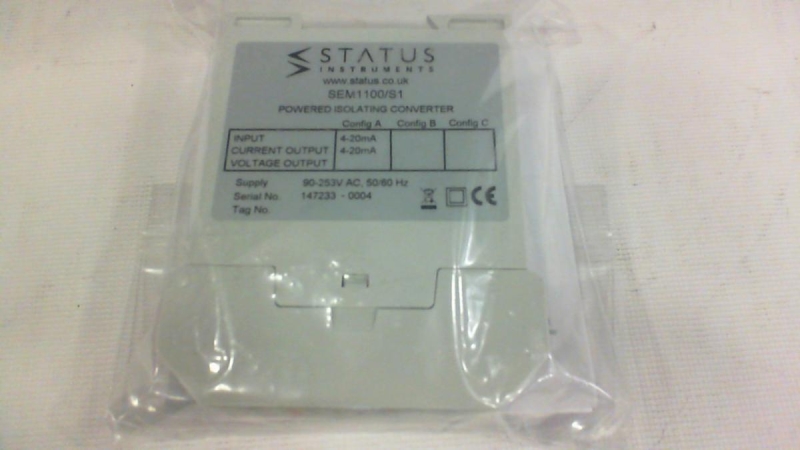 STATUS
INSTRUMENTS
www.status.co.uk
SEM1100/S1
POWERED ISOLATING CONVERTER
Config A Config B Config C
INPUT 4-20mA
CURRENT OUTPUT 4-20mA
VOLTAGE OUTPUT
Supply 90-253V AC, 50/60 Hz
Serial No. 147233 - 0004
Tag No.
CE